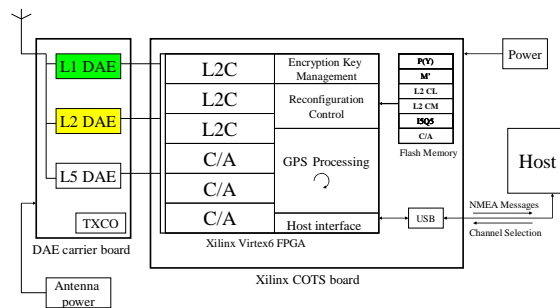 L1 DAE
L2 DAE
L5 DAE
TXCO
DAE carrier board
Antenna
power
L2C
L2C
L2C
C/A
C/A
C/A
Encryption Key
Management
Reconfiguration
Control
GPS Processing
Host interface
Xilinx Virtex6 FPGA
Xilinx COTS board
P(Y)
M'
L2 CL
L2 CM
I5Q5
C/A
Flash Memory
USB
Power
Host
NMEA Messages
Channel Selection